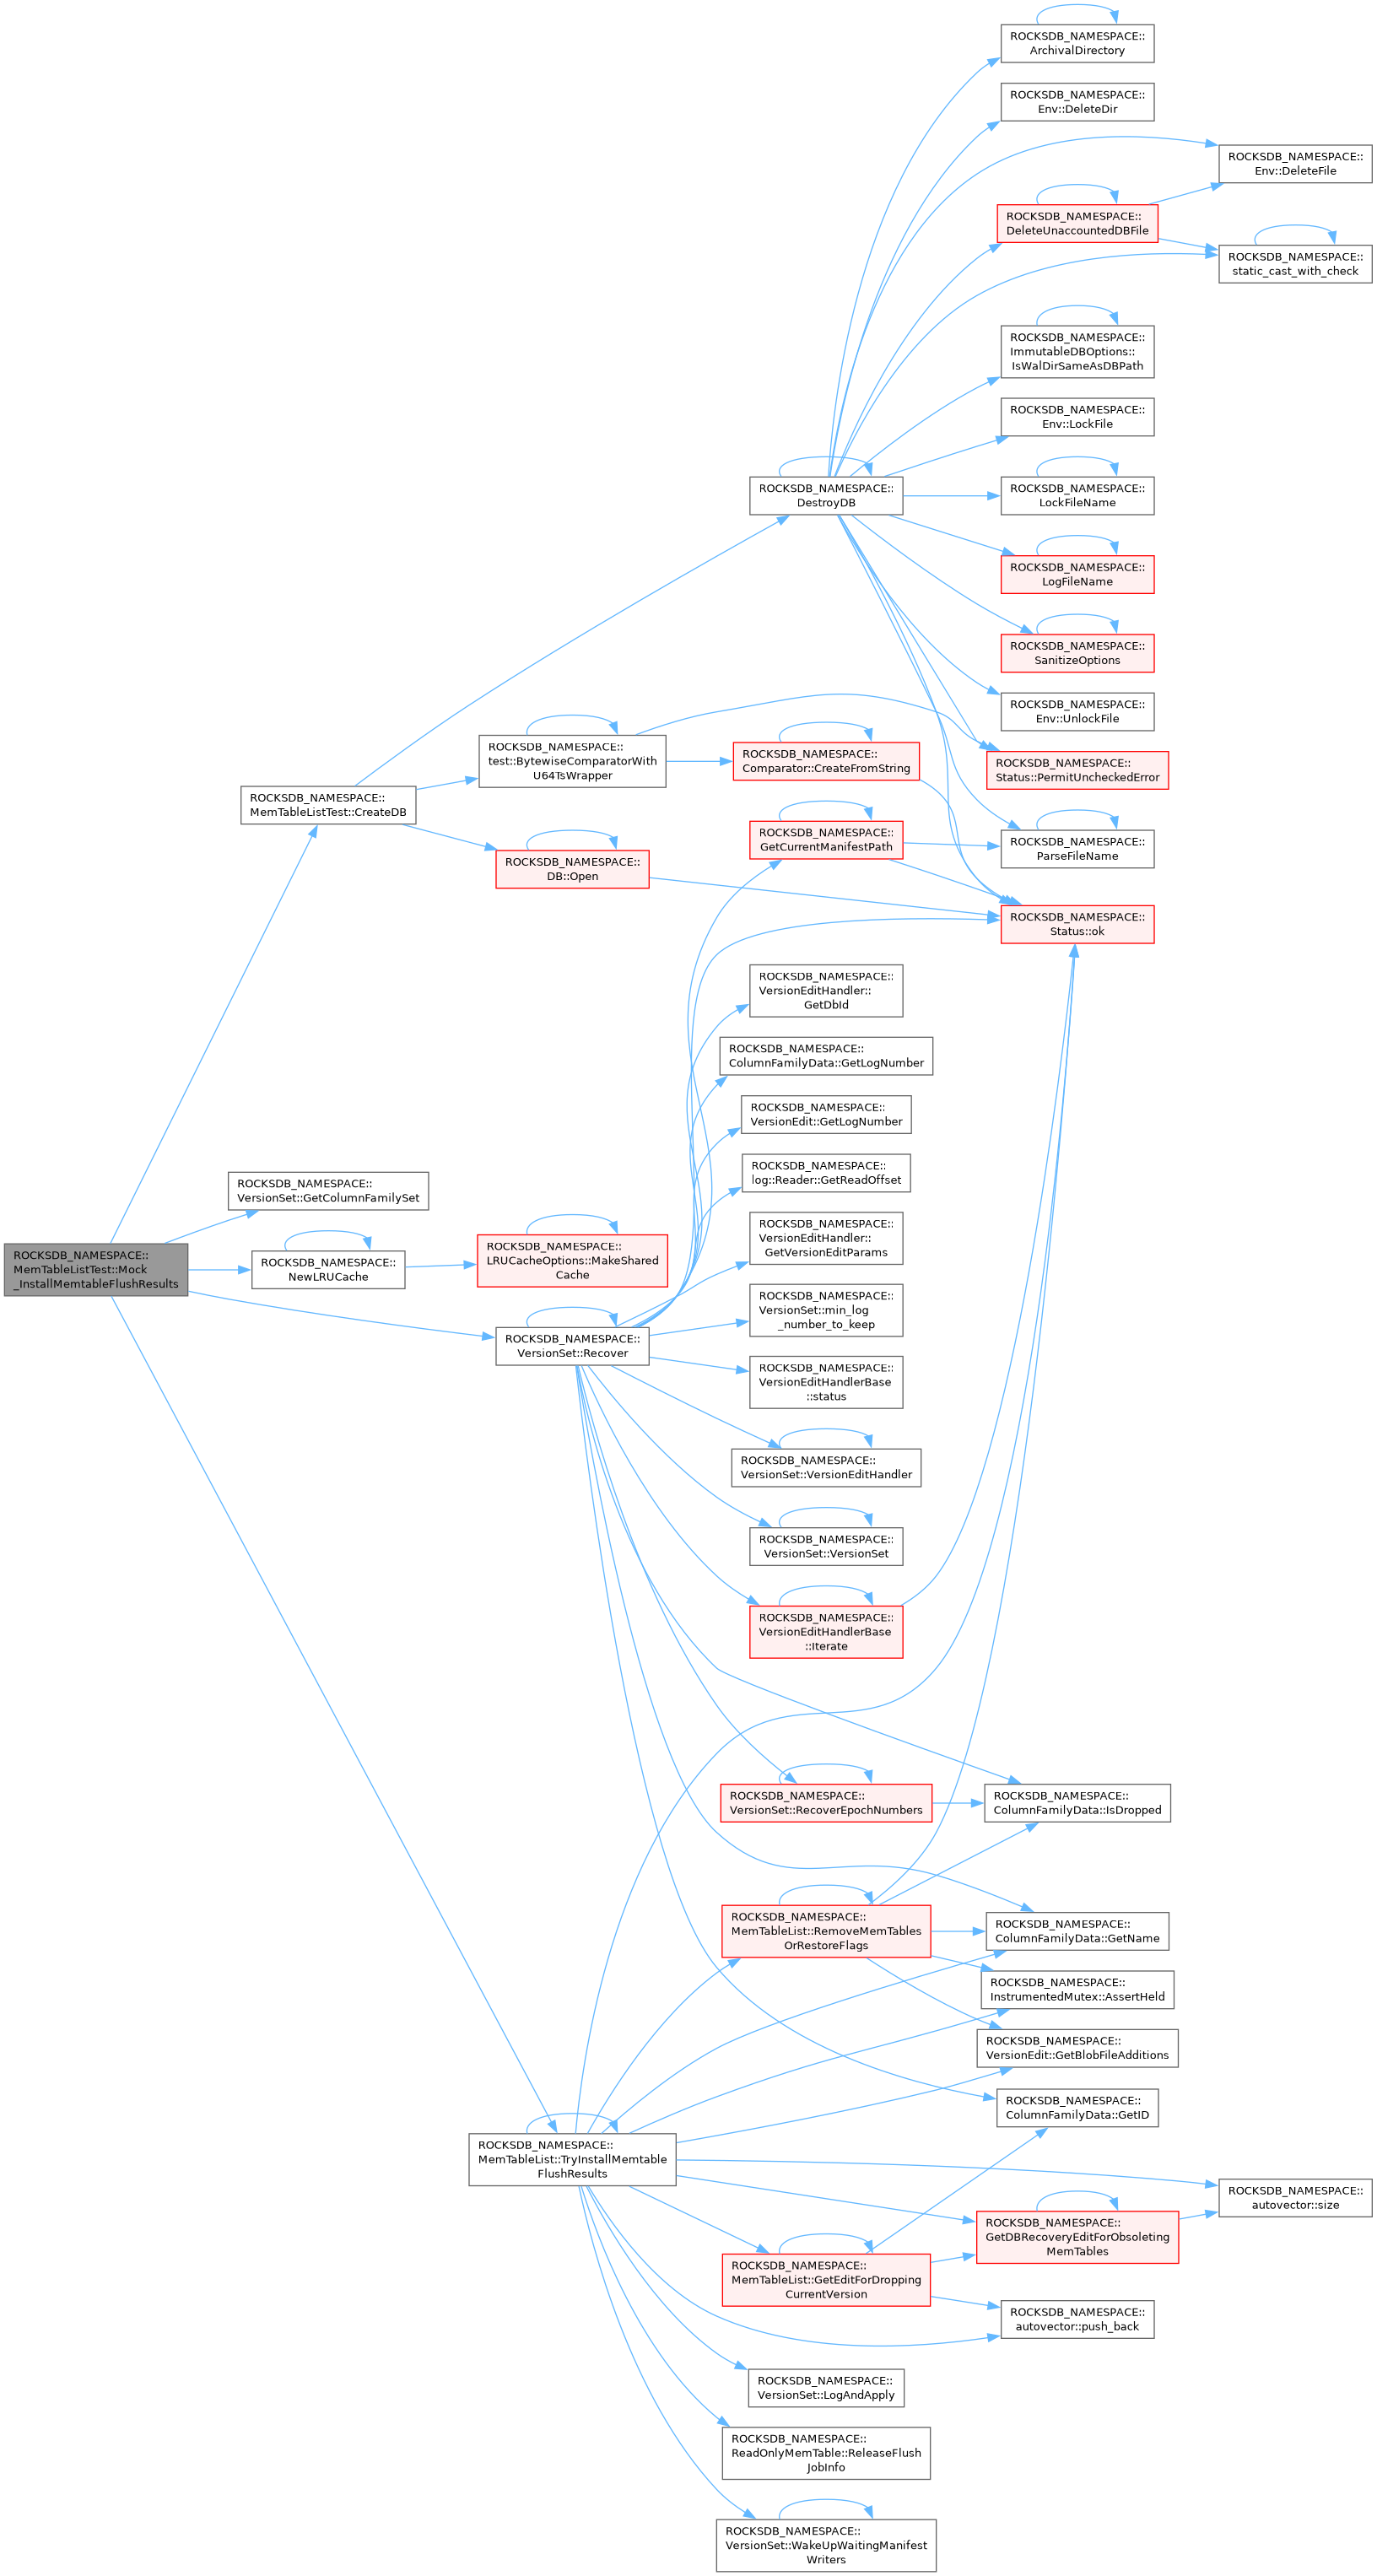 ROCKSDB_NAMESPACE::
ArchivalDirectory
ROCKSDB_NAMESPACE::
Env::DeleteDir
ROCKSDB_NAMESPACE::
Env::DeleteFile
ROCKSDB_NAMESPACE::
DeleteUnaccountedDBFile
ROCKSDB_NAMESPACE::
static_cast_with_check
ROCKSDB_NAMESPACE::
ImmutableDBOptions::
IsWalDirSameAsDBPath
ROCKSDB_NAMESPACE::
Env::LockFile
ROCKSDB_NAMESPACE::
DestroyDB
ROCKSDB_NAMESPACE::
LockFileName
ROCKSDB_NAMESPACE::
LogFileName
ROCKSDB_NAMESPACE::
SanitizeOptions
ROCKSDB_NAMESPACE::
Env::UnlockFile
ROCKSDB_NAMESPACE::
test::BytewiseComparatorWith
U64TsWrapper
ROCKSDB_NAMESPACE::
Comparator::CreateFromString
ROCKSDB_NAMESPACE::
Status::PermitUncheckedError
ROCKSDB_NAMESPACE::
MemTableListTest::CreateDB
ROCKSDB_NAMESPACE::
GetCurrentManifestPath
ROCKSDB_NAMESPACE::
ParseFileName
ROCKSDB_NAMESPACE::
DB::Open
ROCKSDB_NAMESPACE::
Status::ok
ROCKSDB_NAMESPACE::
VersionEditHandler::
GetDbId
ROCKSDB_NAMESPACE::
ColumnFamilyData::GetLogNumber
ROCKSDB_NAMESPACE::
VersionEdit::GetLogNumber
ROCKSDB_NAMESPACE::
log::Reader::GetReadOffset
ROCKSDB_NAMESPACE::
VersionSet::GetColumnFamilySet
ROCKSDB_NAMESPACE::
VersionEditHandler::
GetVersionEditParams
ROCKSDB_NAMESPACE::
MemTableListTest::Mock
_InstallMemtableFlushResults
ROCKSDB_NAMESPACE::
NewLRUCache
ROCKSDB_NAMESPACE::
LRUCacheOptions::MakeShared
Cache
ROCKSDB_NAMESPACE::
VersionSet::min_log
_number_to_keep
ROCKSDB_NAMESPACE::
VersionSet::Recover
ROCKSDB_NAMESPACE::
VersionEditHandlerBase
::status
ROCKSDB_NAMESPACE::
VersionSet::VersionEditHandler
ROCKSDB_NAMESPACE::
VersionSet::VersionSet
ROCKSDB_NAMESPACE::
VersionEditHandlerBase
::Iterate
ROCKSDB_NAMESPACE::
VersionSet::RecoverEpochNumbers
ROCKSDB_NAMESPACE::
ColumnFamilyData::IsDropped
ROCKSDB_NAMESPACE::
MemTableList::RemoveMemTables
OrRestoreFlags
ROCKSDB_NAMESPACE::
ColumnFamilyData::GetName
ROCKSDB_NAMESPACE::
InstrumentedMutex::AssertHeld
ROCKSDB_NAMESPACE::
VersionEdit::GetBlobFileAdditions
ROCKSDB_NAMESPACE::
ColumnFamilyData::GetID
ROCKSDB_NAMESPACE::
MemTableList::TryInstallMemtable
FlushResults
ROCKSDB_NAMESPACE::
autovector::size
ROCKSDB_NAMESPACE::
GetDBRecoveryEditForObsoleting
MemTables
ROCKSDB_NAMESPACE::
MemTableList::GetEditForDropping
CurrentVersion
ROCKSDB_NAMESPACE::
autovector::push_back
ROCKSDB_NAMESPACE::
VersionSet::LogAndApply
ROCKSDB_NAMESPACE::
ReadOnlyMemTable::ReleaseFlush
JobInfo
ROCKSDB_NAMESPACE::
VersionSet::WakeUpWaitingManifest
Writers